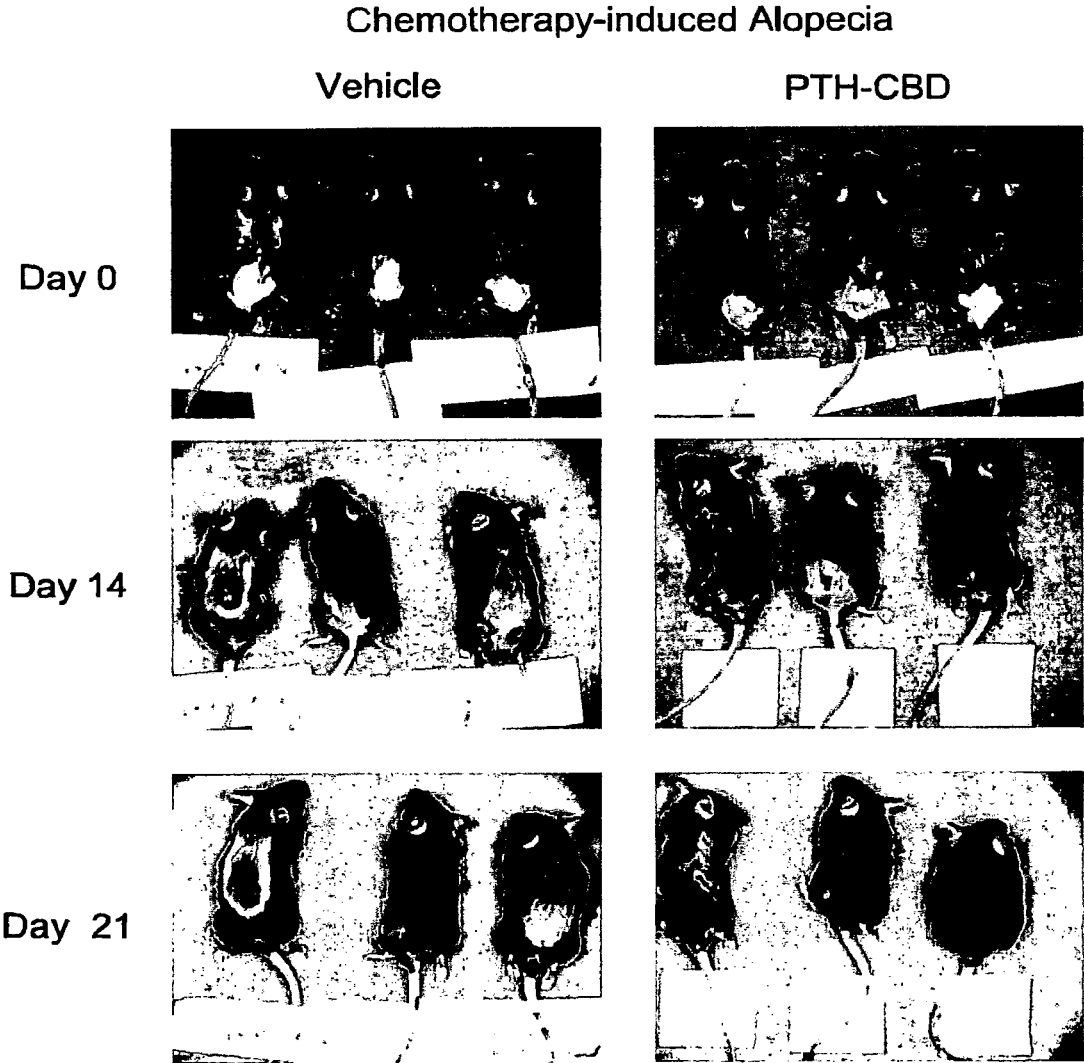 Chemotherapy-induced Alopecia
Vehicle
PTH-CBD
Day 0
Day 14
Day 21